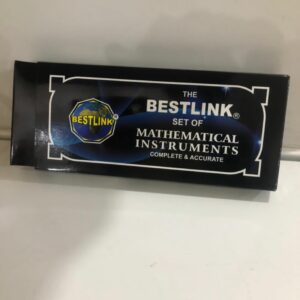 THE
BESTLINK®
SET OF
MATHEMATICAL
INSTRUMENTS
COMPLETE & ACCURATE
BESTLINK